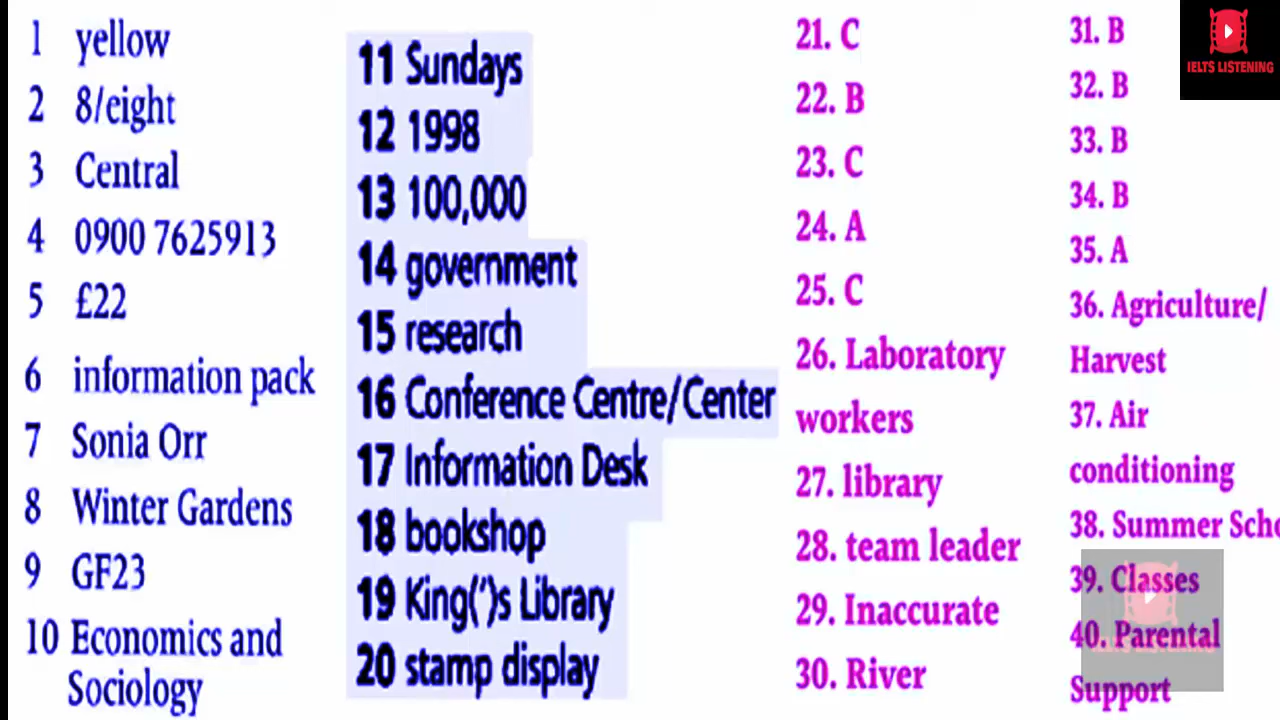 1 yellow
2 8/eight
3 Central
4 0900 7625913
5 £22
6 information pack
7 Sonia Orr
8 Winter Gardens
9 GF23
10 Economics and
Sociology
11 Sundays
12 1998
13 100,000
14 government
15 research
16 Conference Centre/Center
17 Information Desk
18 bookshop
19 King(')s Library
20 stamp display
21. C
22. B
23. C
24. A
25. C
26. Laboratory
workers
27. library
28. team leader
29. Inaccurate
30. River
31. B
32. B
33. B
34. B
35. A
36. Agriculture/
Harvest
37. Air
conditioning
38. Summer Scho
39. Classes
40. Parental
Support
IELTS LISTENING
IELTS LISTENING